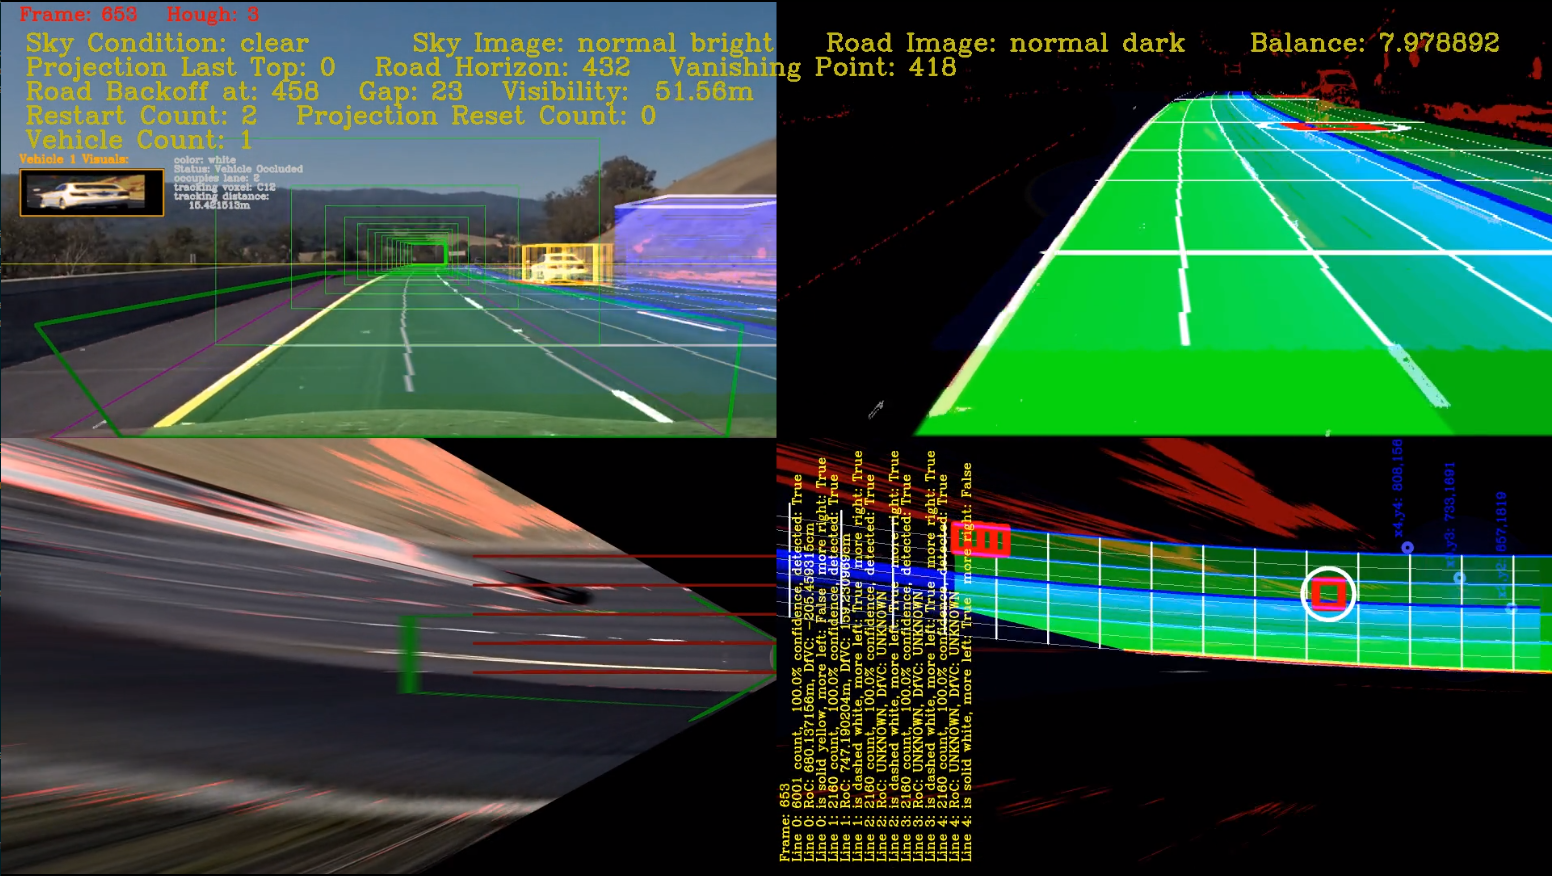 Frame: 653 Hough: 3
Sky Condition: clear Sky Image: normal bright Road Image: normal dark Balance: 7.978892
Projection Last Top: 0 Road Horizon: 432 Vanishing Point: 418
Road Backoff at: 458 Gap: 23 Visibility: 51.56m
Restart Count: 2 Projection Reset Count: 0
Vehicle Count: 1
Vehicle 1 Visuals:
color: white
Status: Vehicle Occluded
occupies lane: 2
tracking voxel: C12
tracking distance:
15.421513m
Frame: 653
Line 0: 6001 count, 100.0% confidence, detected: True
Line 0: RoC: 680.137156m, DfVC: -205.459315cm
Line 0: is solid yellow, more left: False more right: True
Line 1: 2160 count, 100.0% confidence, detected: True
Line 1: RoC: 747.190204m, DfVC: 159.230969cm
Line 1: is dashed white, more left: True more right: True
Line 2: 2160 count, 100.0% confidence, detected: True
Line 2: RoC: UNKNOWN, DfVC: UNKNOWN
Line 2: is dashed white, more left: True more right: True
Line 3: 2160 count, 100.0% confidence, detected: True
Line 3: RoC: UNKNOWN, DfVC: UNKNOWN
Line 3: is dashed white, more left: True more right: True
Line 4: 2160 count, 100.0% confidence, detected: True
Line 4: RoC: UNKNOWN, DfVC: UNKNOWN
Line 4: is solid white, more left: True more right: False
x4,y4: 808,156
733,1691
657,1819